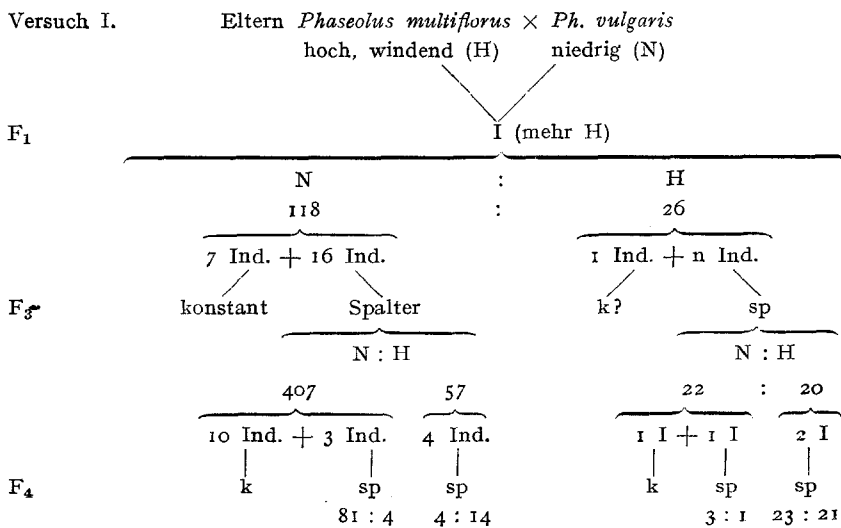 Versuch I. Eltern Phaseolus multiflorus × Ph. vulgaris
hoch, windend (H) niedrig (N)
F1 I (mehr H)
N : H
118 : 26
7 Ind. + 16 Ind. 1 Ind. + n Ind.
F3 konstant Spalter k? sp
N : H N : H
407 57 22 : 20
10 Ind. + 3 Ind. 4 Ind. 1 I + 1 I 2 I
F4 k sp sp k sp sp
81 : 4 4 : 14 3 : 1 23 : 21